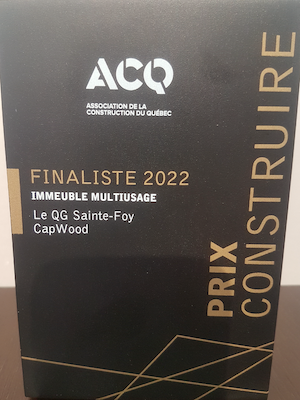 ACQ
ASSOCIATION DE LA
CONSTRUCTION DU QUÉBEC
FINALISTE 2022
IMMEUBLE MULTIUSAGE
Le QG Sainte-Foy
CapWood
PRIX
CONSTRUIRE